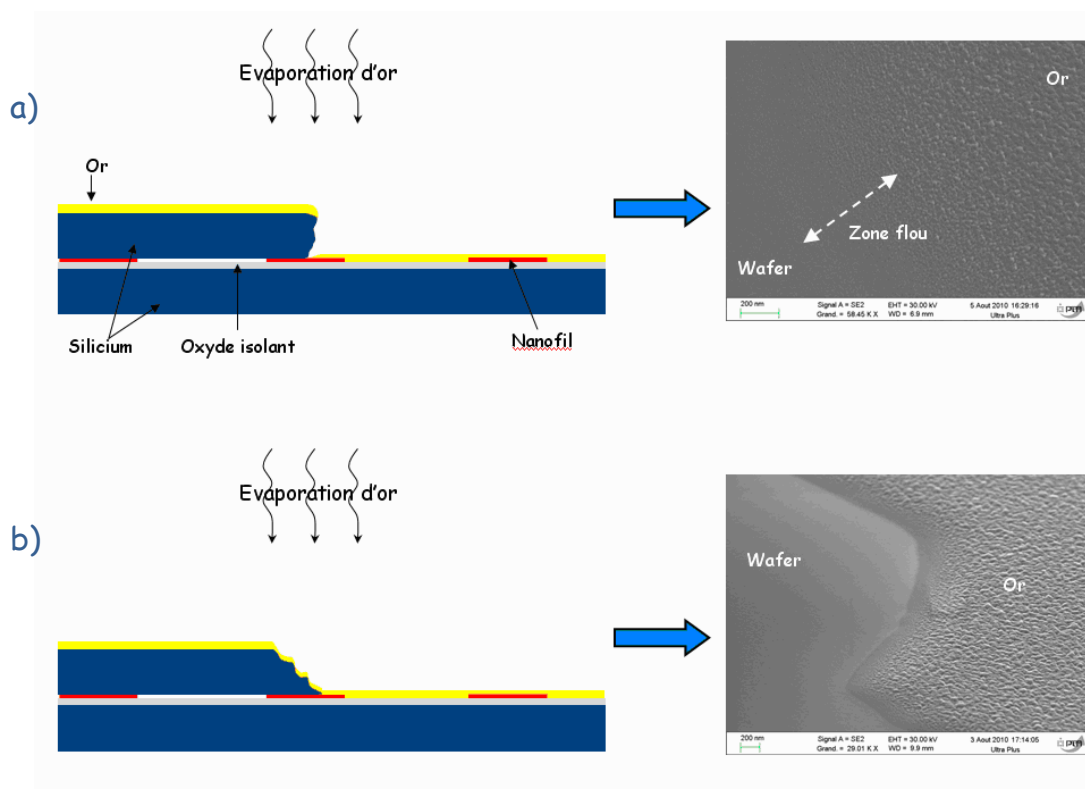 a)
Evaporation d'or
Or
Silicium
Oxyde isolant
Nanofil
Or
Zone flou
Wafer
200 nm
Signal A = SE2
EHT = 30.00 kV
5 Aout 2010 16:29:16
Grand. = 58.45 K X
WD = 6.9 mm
Ultra Plus
b)
Evaporation d'or
Wafer
Or
200 nm
Signal A = SE2
EHT = 30.00 kV
3 Aout 2010 17:14:05
Grand. = 29.01 K X
WD = 9.9 mm
Ultra Plus